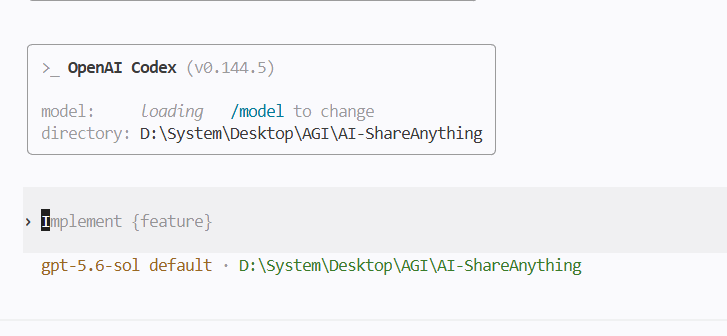 >_ OpenAI Codex (v0.144.5)
model: loading /model to change
directory: D:\System\Desktop\AGI\AI-ShareAnything
› Implement {feature}
gpt-5.6-sol default · D:\System\Desktop\AGI\AI-ShareAnything